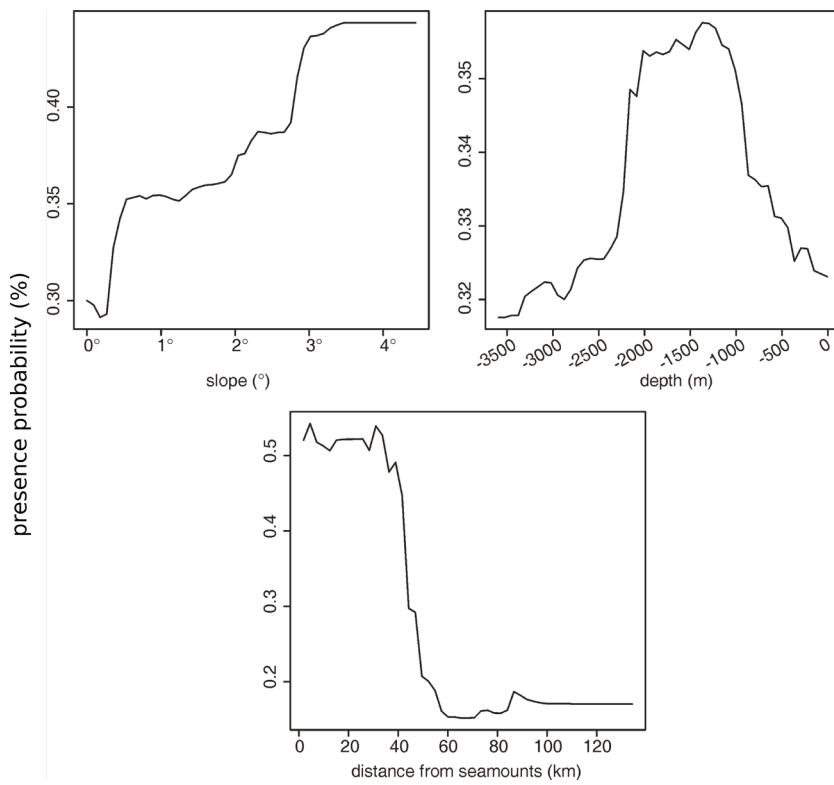 presence probability (%)
0.40
0.35
0.30
0° 1° 2° 3° 4°
slope (°)
0.35
0.34
0.33
0.32
-3500 -3000 -2500 -2000 -1500 -1000 -500 0
depth (m)
0.5
0.4
0.3
0.2
0 20 40 60 80 100 120
distance from seamounts (km)